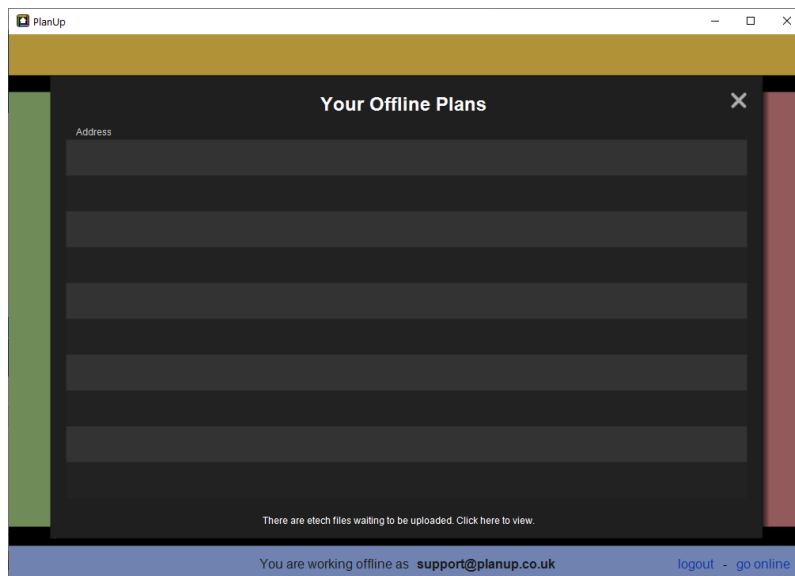 PlanUp
Your Offline Plans
Address
There are etech files waiting to be uploaded. Click here to view.
You are working offline as support@planup.co.uk
logout - go online